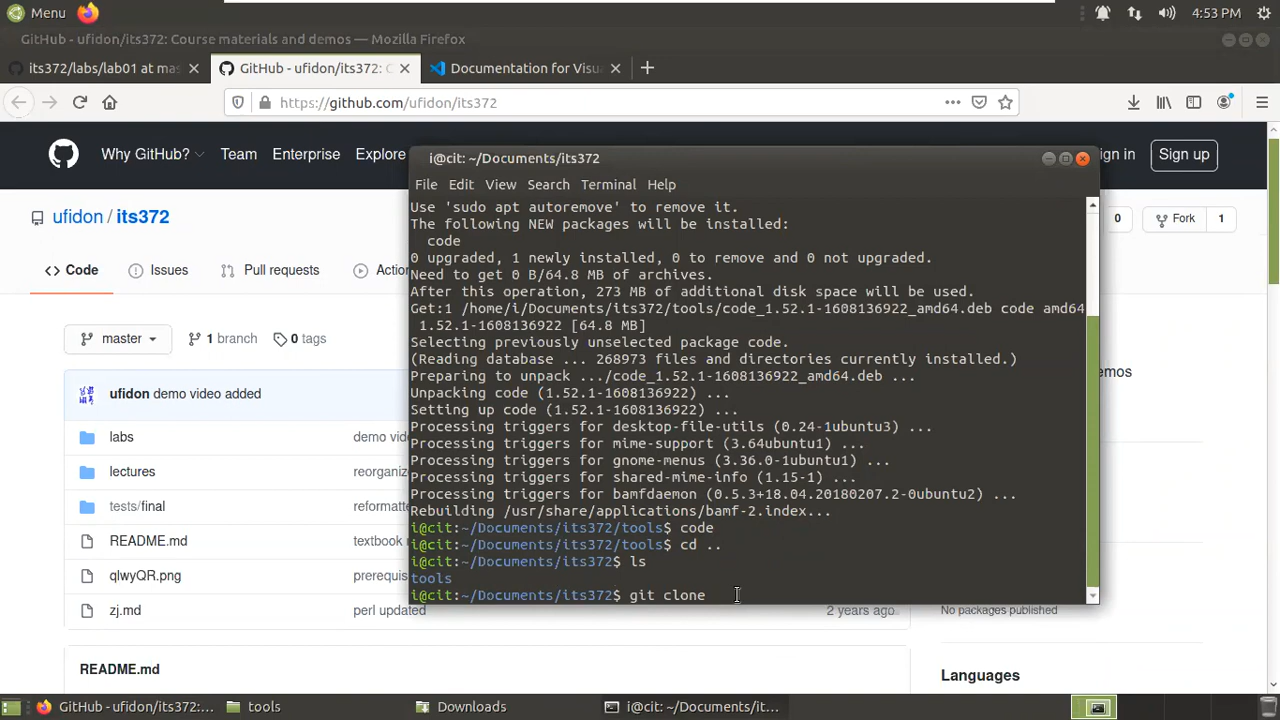 Menu
4:53 PM
GitHub - ufidon/its372: Course materials and demos — Mozilla Firefox
its372/labs/lab01 at mas
GitHub - ufidon/its372: C
Documentation for Visua
https://github.com/ufidon/its372
Why GitHub?
Team
Enterprise
Explore
Sign up
ufidon / its372
0
Fork
1
Code
Issues
Pull requests
master
1 branch
0 tags
ufidon demo video added
labs
demo video
lectures
reorganiz
tests/final
reformatte
README.md
textbook
qlwyQR.png
prerequis
zj.md
perl updated
2 years ago
README.md
emos
No packages published
Languages
i@cit: ~/Documents/its372
File Edit View Search Terminal Help
Use 'sudo apt autoremove' to remove it.
The following NEW packages will be installed:
code
0 upgraded, 1 newly installed, 0 to remove and 0 not upgraded.
Need to get 0 B/64.8 MB of archives.
After this operation, 273 MB of additional disk space will be used.
Get:1 /home/i/Documents/its372/tools/code_1.52.1-1608136922_amd64.deb code amd64
1.52.1-1608136922 [64.8 MB]
Selecting previously unselected package code.
(Reading database ... 268973 files and directories currently installed.)
Preparing to unpack .../code_1.52.1-1608136922_amd64.deb ...
Unpacking code (1.52.1-1608136922) ...
Setting up code (1.52.1-1608136922) ...
Processing triggers for desktop-file-utils (0.24-1ubuntu3) ...
Processing triggers for mime-support (3.64ubuntu1) ...
Processing triggers for gnome-menus (3.36.0-1ubuntu1) ...
Processing triggers for shared-mime-info (1.15-1) ...
Processing triggers for bamfdaemon (0.5.3+18.04.20180207.2-0ubuntu2) ...
Rebuilding /usr/share/applications/bamf-2.index...
i@cit:~/Documents/its372/tools$ code
i@cit:~/Documents/its372/tools$ cd ..
i@cit:~/Documents/its372$ ls
tools
i@cit:~/Documents/its372$ git clone
GitHub - ufidon/its372:...
tools
Downloads
i@cit: ~/Documents/it...